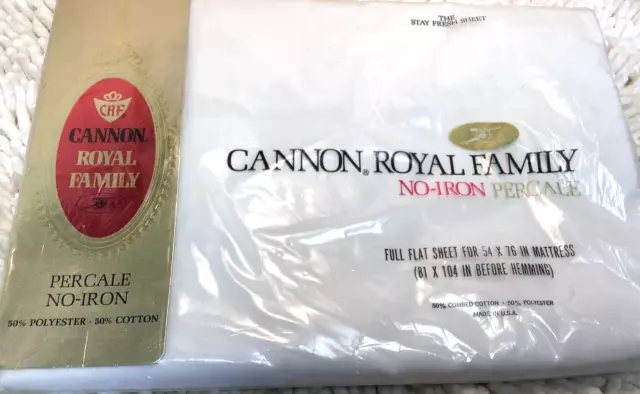 CRF
CANNON
ROYAL
FAMILY
PERCALE
NO-IRON
50% POLYESTER · 50% COTTON
THE
STAY FRESH SHEET
CANNON® ROYAL FAMILY
NO-IRON PERCALE
FULL FLAT SHEET FOR 54 X 76 IN MATTRESS
(81 X 104 IN BEFORE HEMMING)
50% COMBED COTTON · 50% POLYESTER
MADE IN U.S.A.